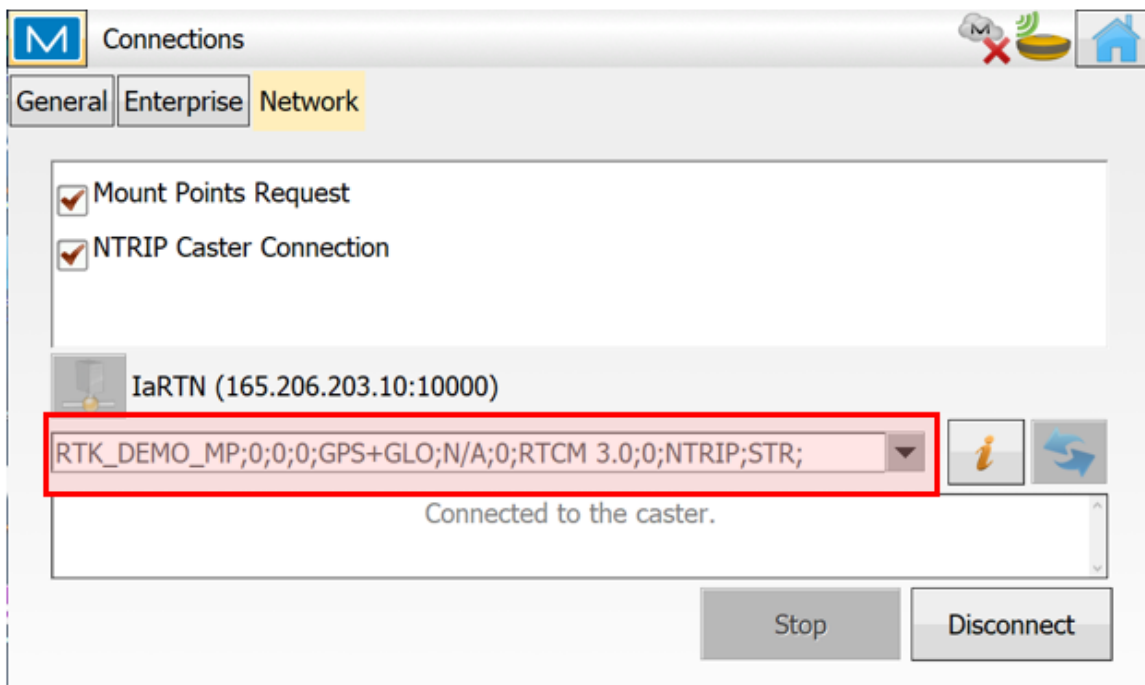 Connections
General Enterprise Network
Mount Points Request
NTRIP Caster Connection
IaRTN (165.206.203.10:10000)
RTK_DEMO_MP;0;0;0;GPS+GLO;N/A;0;RTCM 3.0;0;NTRIP;STR;
Connected to the caster.
Stop Disconnect